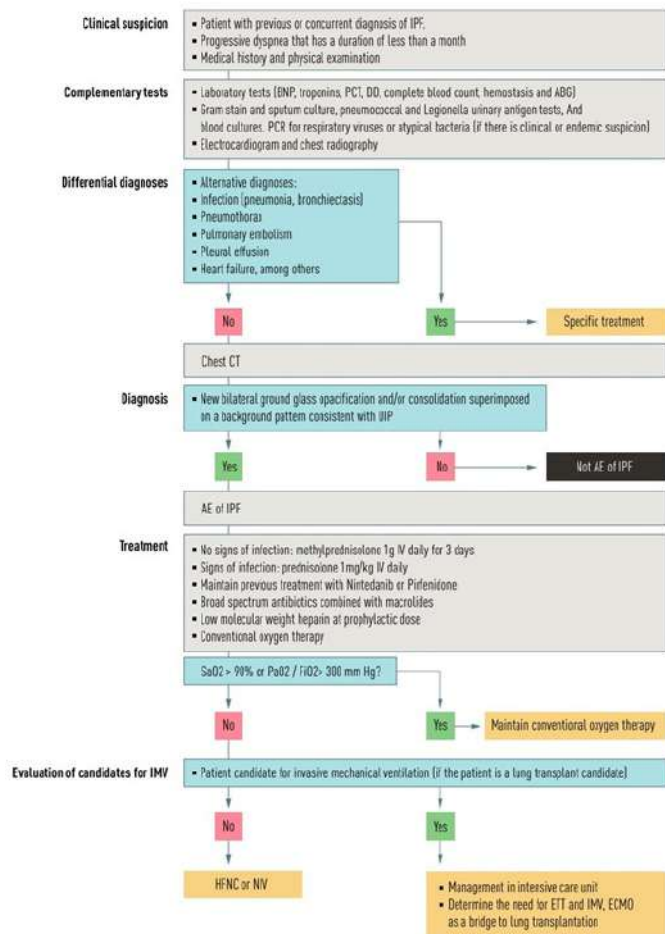 Clinical suspicion
▪ Patient with previous or concurrent diagnosis of IPF.
▪ Progressive dyspnea that has a duration of less than a month
▪ Medical history and physical examination
Complementary tests
▪ Laboratory tests (BNP, troponins, PCT, DD, complete blood count, hemostasis and ABG)
▪ Gram stain and sputum culture, pneumococcal and Legionella urinary antigen tests, And
blood cultures. PCR for respiratory viruses or atypical bacteria (if there is clinical or endemic suspicion)
▪ Electrocardiogram and chest radiography
Differential diagnoses
▪ Alternative diagnoses:
▪ Infection (pneumonia, bronchiectasis)
▪ Pneumothorax
▪ Pulmonary embolism
▪ Pleural effusion
▪ Heart failure, among others
No
Yes
Specific treatment
Chest CT
Diagnosis
▪ New bilateral ground glass opacification and/or consolidation superimposed
on a background pattern consistent with UIP
Yes
No
Not AE of IPF
AE of IPF
Treatment
▪ No signs of infection: methylprednisolone 1g IV daily for 3 days
▪ Signs of infection: prednisolone 1mg/kg IV daily
▪ Maintain previous treatment with Nintedanib or Pirfenidone
▪ Broad spectrum antibiotics combined with macrolides
▪ Low molecular weight heparin at prophylactic dose
▪ Conventional oxygen therapy
SaO2 > 90% or PaO2 / FiO2> 300 mm Hg?
No
Yes
Maintain conventional oxygen therapy
Evaluation of candidates for IMV
▪ Patient candidate for invasive mechanical ventilation (if the patient is a lung transplant candidate)
No
Yes
HFNC or NIV
▪ Management in intensive care unit
▪ Determine the need for ETT and IMV, ECMO
as a bridge to lung transplantation